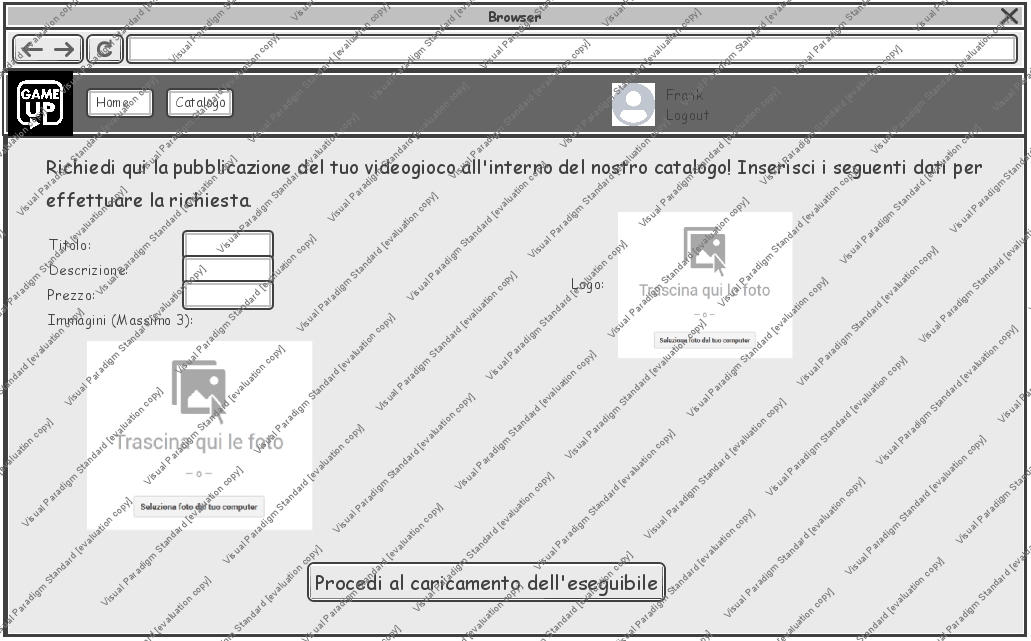 Browser
GAME
UP
Home
Catalogo
Frank
Logout
Richiedi qui la pubblicazione del tuo videogioco all'interno del nostro catalogo! Inserisci i seguenti dati per
effettuare la richiesta
Titolo:
Descrizione:
Prezzo:
Immagini (Massimo 3):
Trascina qui le foto
— o —
Seleziona foto dal tuo computer
Logo:
Trascina qui le foto
— o —
Seleziona foto dal tuo computer
Procedi al caricamento dell'eseguibile
Visual Paradigm Standard [evaluation copy]